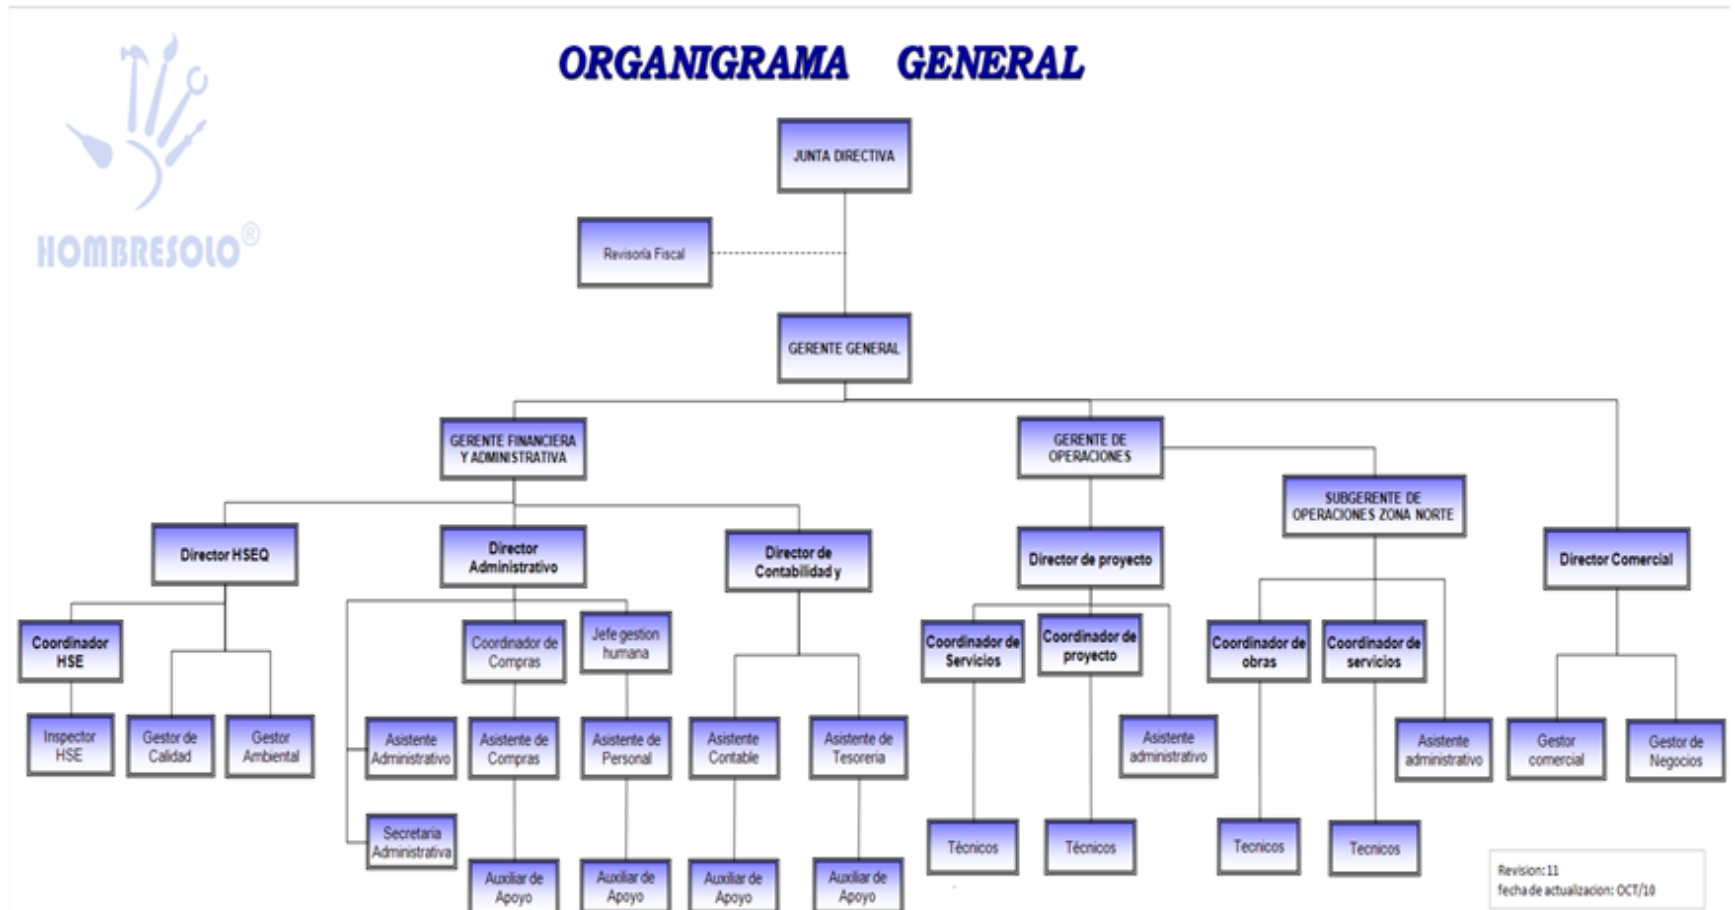 ORGANIGRAMA GENERAL
HOMBRESOLO®
JUNTA DIRECTIVA
Revisoría Fiscal
GERENTE GENERAL
GERENTE FINANCIERA
Y ADMINISTRATIVA
GERENTE DE
OPERACIONES
SUBGERENTE DE
OPERACIONES ZONA NORTE
Director HSEQ
Director
Administrativo
Director de
Contabilidad y
Director de proyecto
Director Comercial
Coordinador
HSE
Coordinador de
Compras
Jefe gestion
humana
Coordinador de
Servicios
Coordinador de
proyecto
Coordinador de
obras
Coordinador de
servicios
Inspector
HSE
Gestor de
Calidad
Gestor
Ambiental
Asistente
Administrativo
Asistente de
Compras
Asistente de
Personal
Asistente
Contable
Asistente de
Tesoreria
Asistente
administrativo
Asistente
administrativo
Gestor
comercial
Gestor de
Negocios
Secretaria
Administrativa
Técnicos
Técnicos
Tecnicos
Tecnicos
Auxiliar de
Apoyo
Auxiliar de
Apoyo
Auxiliar de
Apoyo
Auxiliar de
Apoyo
Revision: 11
fecha de actualizacion: OCT/10